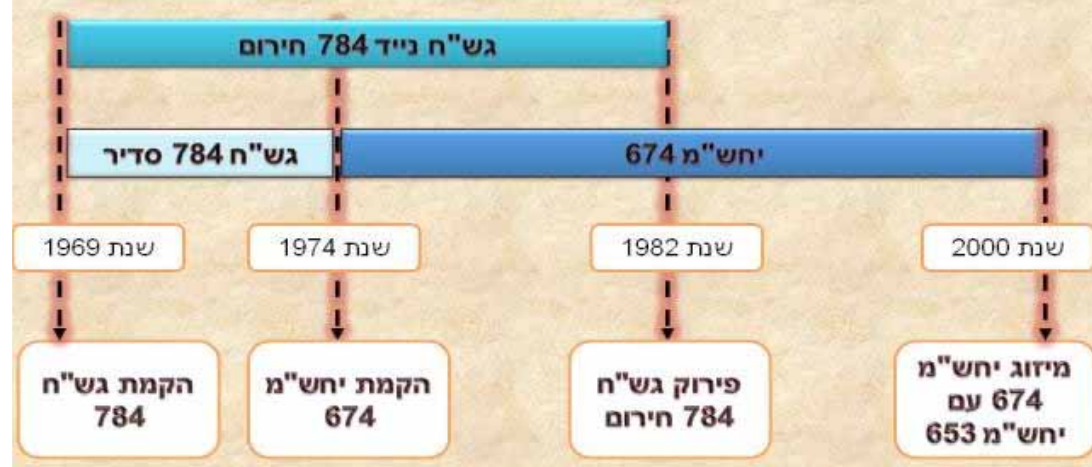 גש"ח נייד 784 חירום
גש"ח 784 סדיר
יחש"מ 674
שנת 1969
שנת 1974
שנת 1982
שנת 2000
הקמת גש"ח
784
הקמת יחש"מ
674
פירוק גש"ח
784 חירום
מיזוג יחש"מ
674 עם
יחש"מ 653